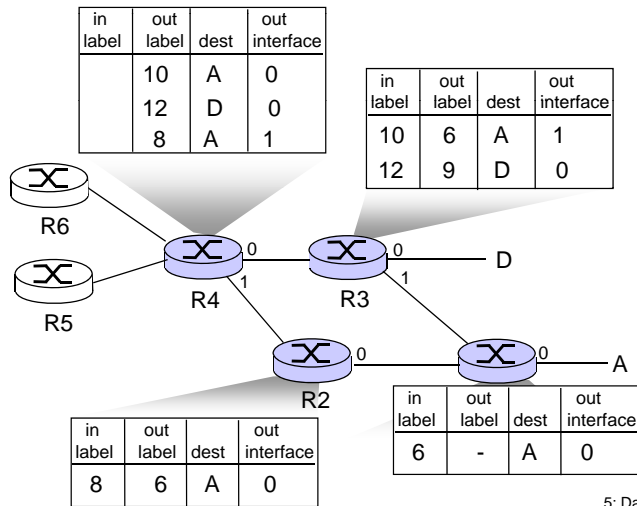 in out out
label label dest interface
10 A 0
12 D 0
8 A 1
in out out
label label dest interface
10 6 A 1
12 9 D 0
R6
R5
R4
0
1
R3
0
1
D
R2
0
0
A
in out out
label label dest interface
6 - A 0
in out out
label label dest interface
8 6 A 0
5: Da